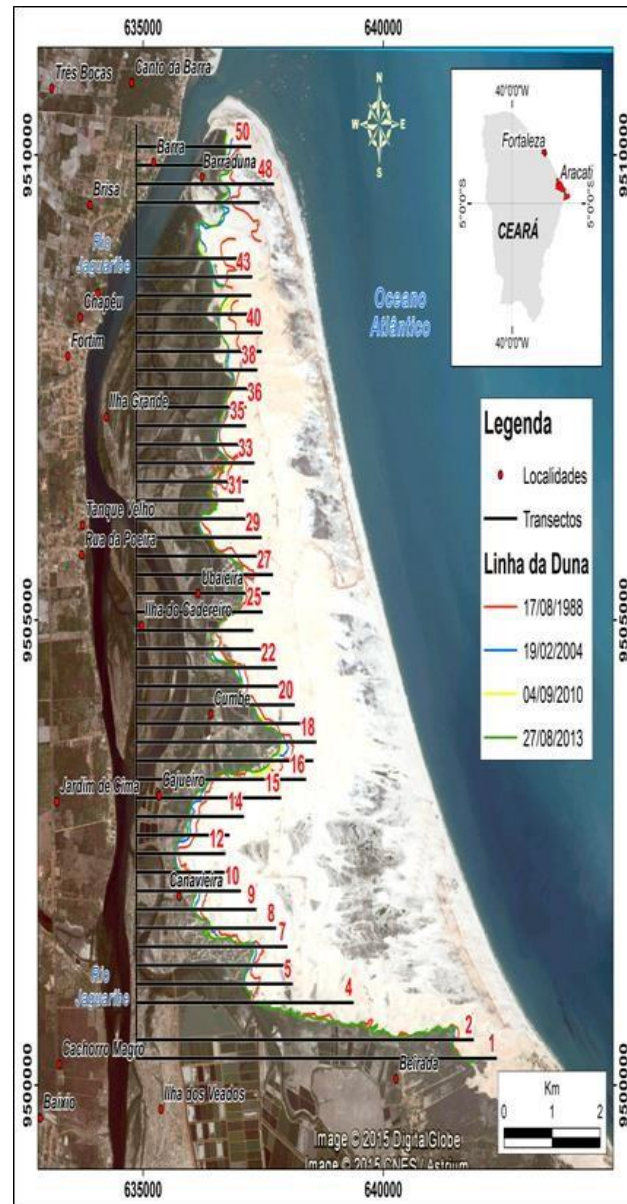 635000
640000
Três Bocas
Canto da Barra
N
W
E
S
40°0'0"W
Fortaleza
Aracati
5°0'0"S
5°0'0"S
CEARÁ
40°0'0"W
9510000
9510000
50
Barra
Barraduna
48
Brisa
Rio
Jaguaribe
43
Oceano
Atlântico
Chapéu
40
Fortim
38
36
Ilha Grande
35
33
31
Tanque Velho
29
Rua da Poeira
27
Ubaieira
25
Ilha do Sadereiro
9505000
9505000
22
20
Cumbe
18
16
15
Jardim de Cima
Gajueiro
14
12
10
Canavieira
9
8
7
5
Rio
Jaguaribe
4
2
1
Cachorro Magro
Beirada
9500000
9500000
Baixio
Ilha dos Veados
Legenda
Localidades
Transectos
Linha da Duna
17/08/1988
19/02/2004
04/09/2010
27/08/2013
Km
0 1 2
Image © 2015 DigitalGlobe
Image © 2015 CNES / Astrium
635000
640000